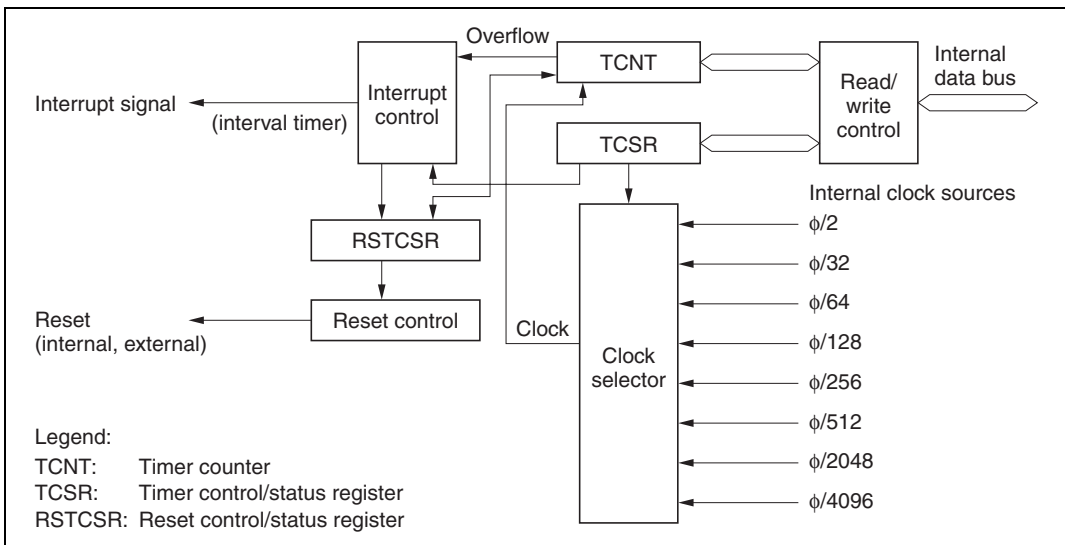 Overflow
TCNT
Internal
data bus
Read/
write
control
Interrupt signal
(interval timer)
Interrupt
control
TCSR
Internal clock sources
RSTCSR
ϕ/2
ϕ/32
ϕ/64
ϕ/128
ϕ/256
ϕ/512
ϕ/2048
ϕ/4096
Reset control
Reset
(internal, external)
Clock
Clock
selector
Legend:
TCNT: Timer counter
TCSR: Timer control/status register
RSTCSR: Reset control/status register